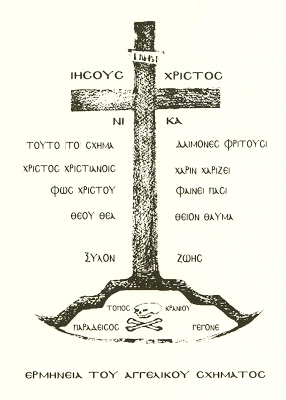 ΙΗϹΟΥϹ ΧΡΙϹΤΟϹ
ΝΙ ΚΑ
ΤΟΥΤΟ ΤΟ ϹΧΗΜΑ ΔΑΙΜΟΝΕϹ ΦΡΙΤΟΥϹΙ
ΧΡΙϹΤΟϹ ΧΡΙϹΤΙΑΝΟΙϹ ΧΑΡΙΝ ΧΑΡΙΖΕΙ
ΦΩϹ ΧΡΙϹΤΟΥ ΦΑΙΝΕΙ ΠΑϹΙ
ΘΕΟΥ ΘΕΑ ΘΕΙΟΝ ΘΑΥΜΑ
ΞΥΛΟΝ ΖΩΗϹ
ΤΟΠΟϹ ΚΡΑΝΙΟΥ
ΠΑΡΑΔΕΙϹΟϹ ΓΕΓΟΝΕ
ΕΡΜΗΝΕΙΑ ΤΟΥ ΑΓΓΕΛΙΚΟΥ ϹΧΗΜΑΤΟϹ